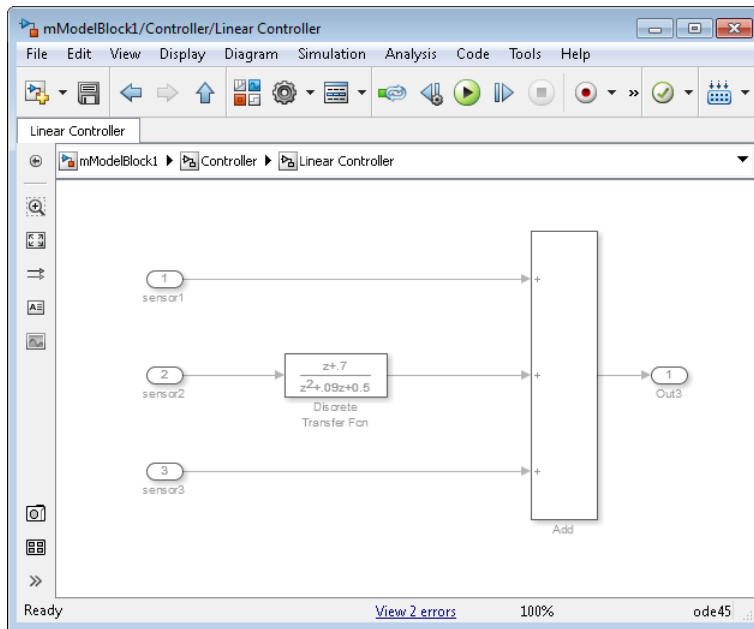 mModelBlock1/Controller/Linear Controller
File Edit View Display Diagram Simulation Analysis Code Tools Help
Linear Controller
mModelBlock1 Controller Linear Controller
1
sensor1
+
z+.7
z2+.09z+0.5
Discrete
Transfer Fcn
2
sensor2
+
1
Out3
3
sensor3
+
Add
Ready View 2 errors 100% ode45